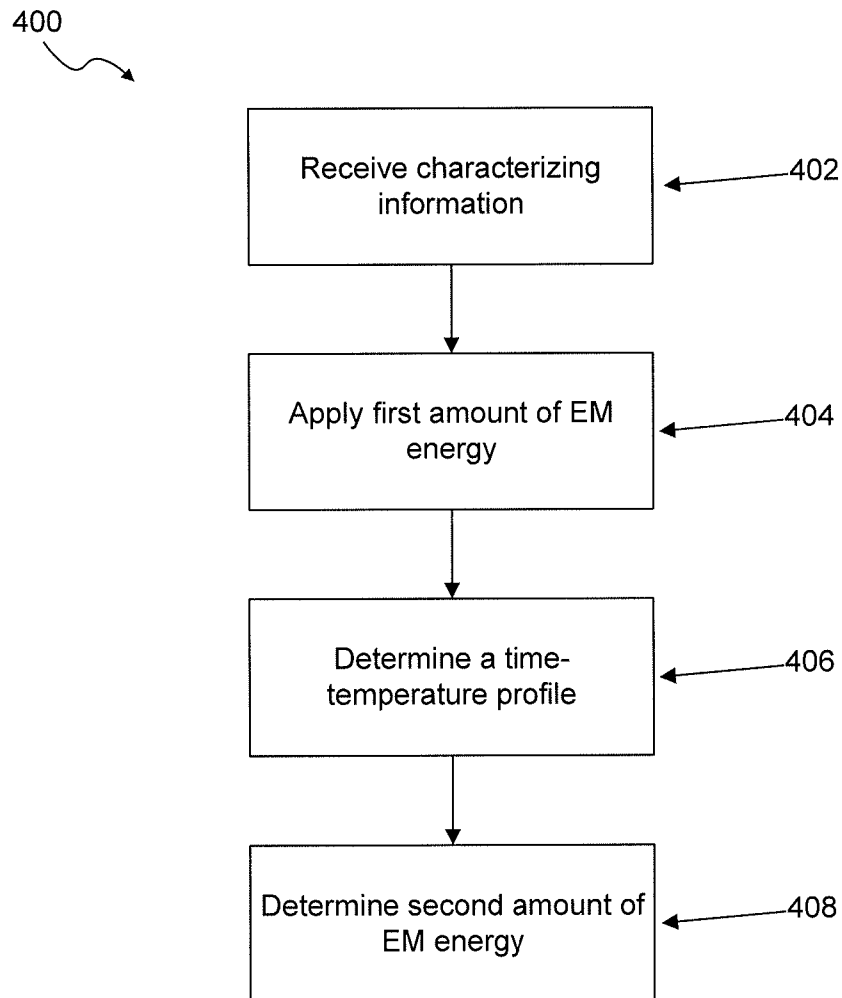 400
Receive characterizing
information
402
Apply first amount of EM
energy
404
Determine a time-
temperature profile
406
Determine second amount of
EM energy
408